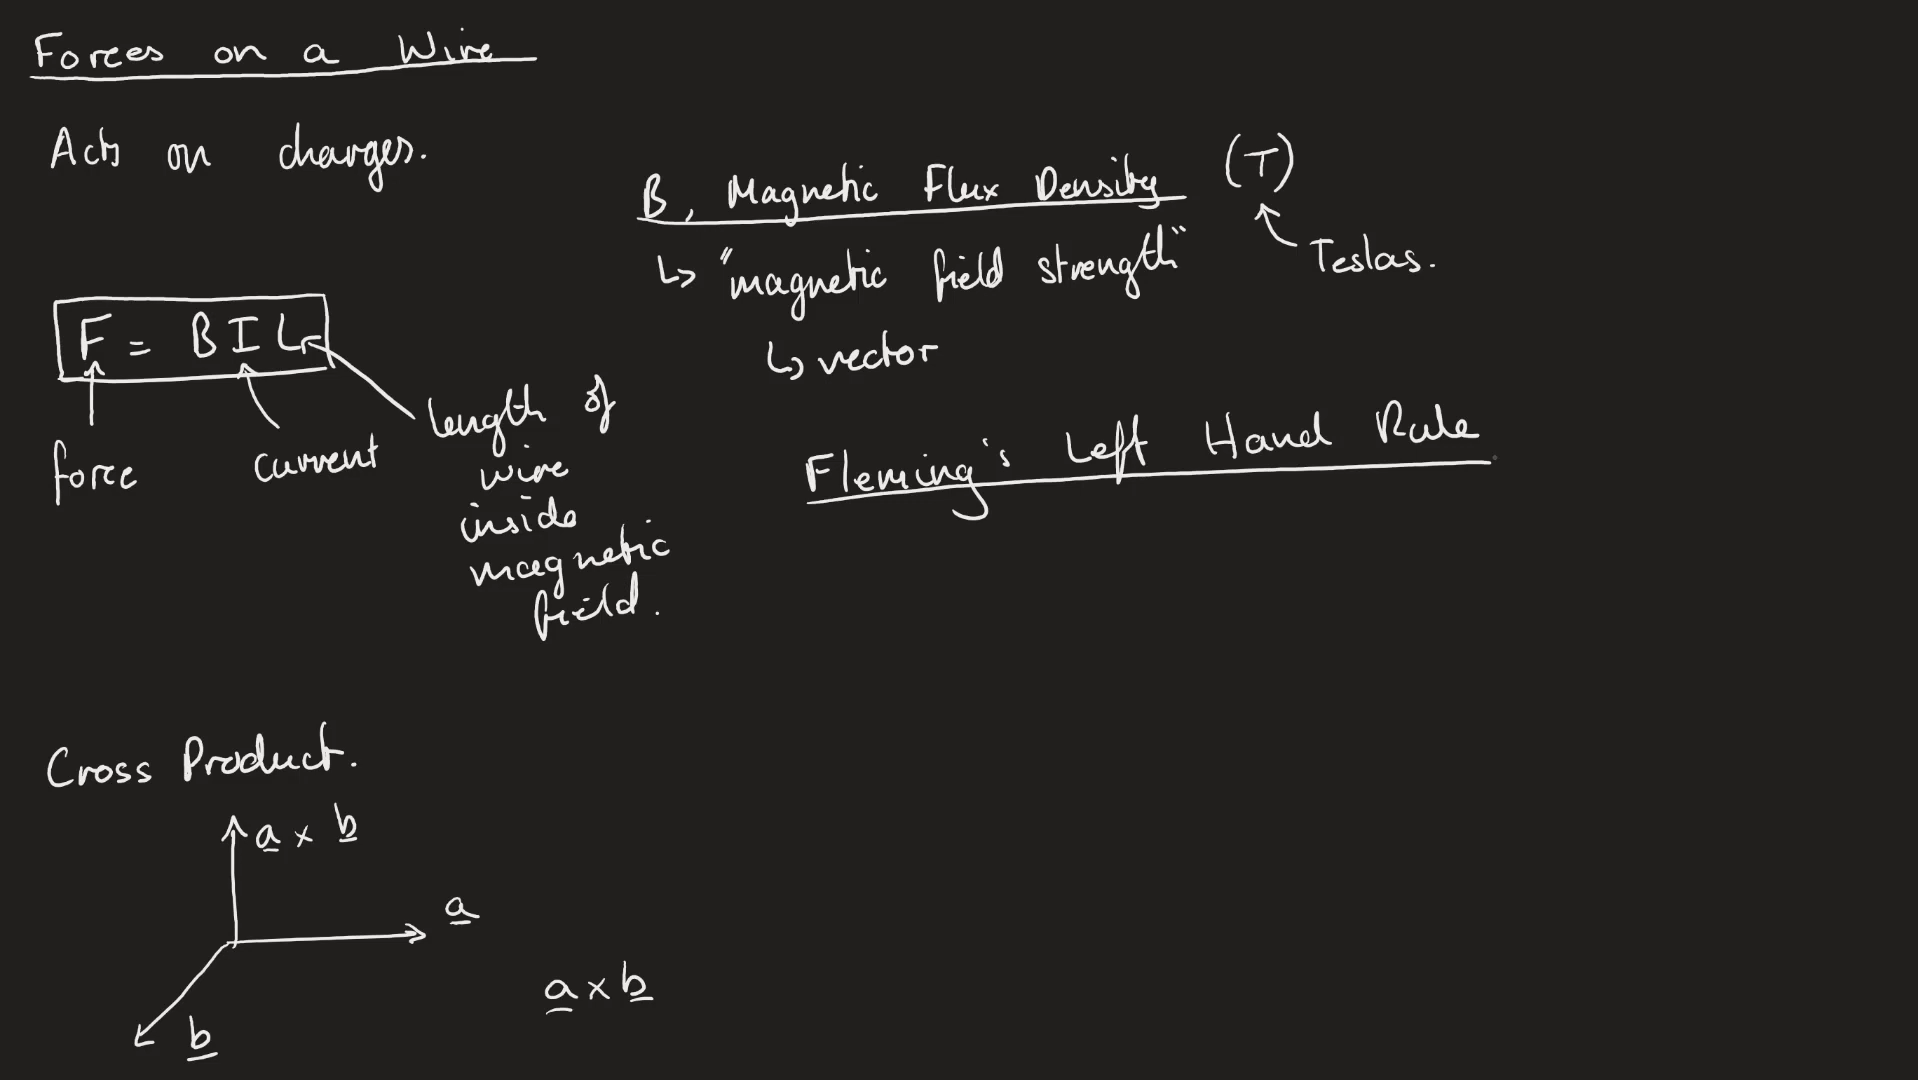 Forces on a Wire
Acts on charges.
B, Magnetic Flux Density (T)
↳ "magnetic field strength"
Teslas.
↳ vector
F = BIL
force
current
length of
wire
inside
magnetic
field.
Fleming's Left Hand Rule
Cross Product.
a × b
a
b
a × b